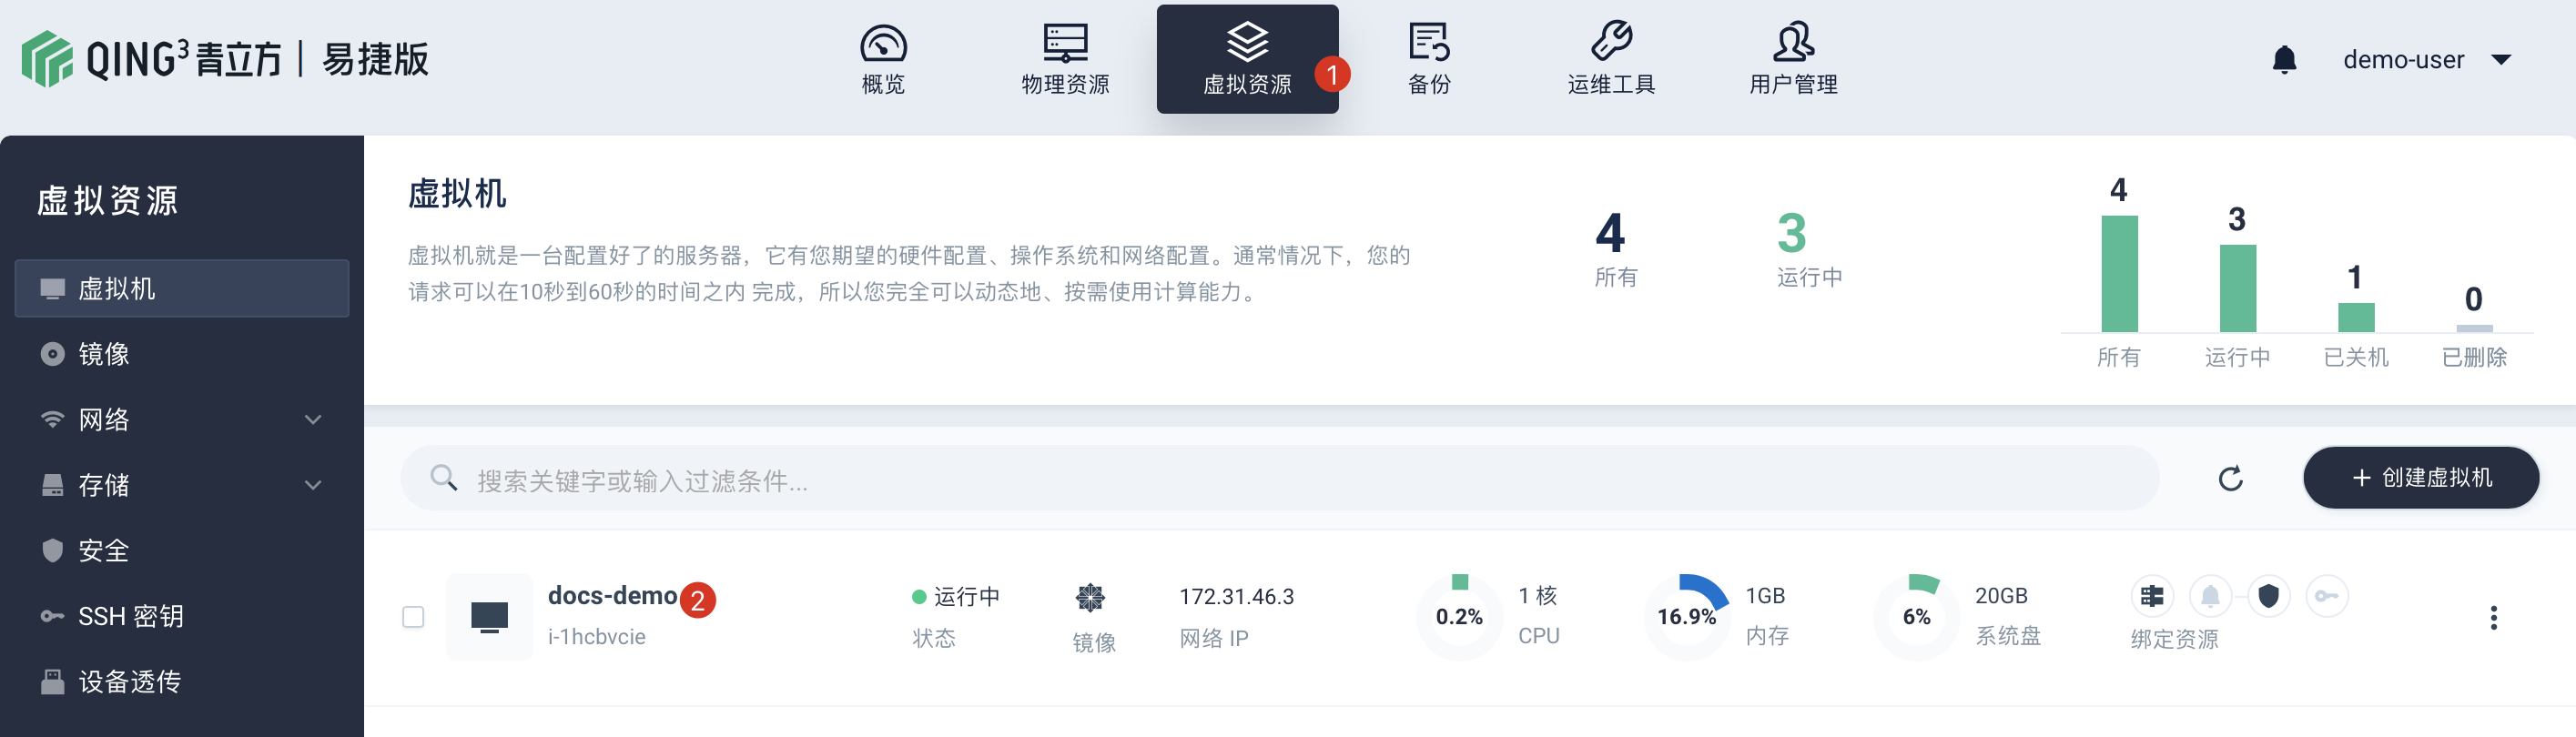 QING³青立方 | 易捷版
概览
物理资源
虚拟资源
1
备份
运维工具
用户管理
demo-user
虚拟资源
虚拟机
镜像
网络
存储
安全
SSH 密钥
设备透传
虚拟机
虚拟机就是一台配置好了的服务器，它有您期望的硬件配置、操作系统和网络配置。通常情况下，您的
请求可以在10秒到60秒的时间之内 完成，所以您完全可以动态地、按需使用计算能力。
4
所有
3
运行中
4
3
1
0
所有
运行中
已关机
已删除
搜索关键字或输入过滤条件...
+ 创建虚拟机
docs-demo
2
i-1hcbvcie
运行中
状态
镜像
172.31.46.3
网络 IP
0.2%
1 核
CPU
16.9%
1GB
内存
6%
20GB
系统盘
绑定资源